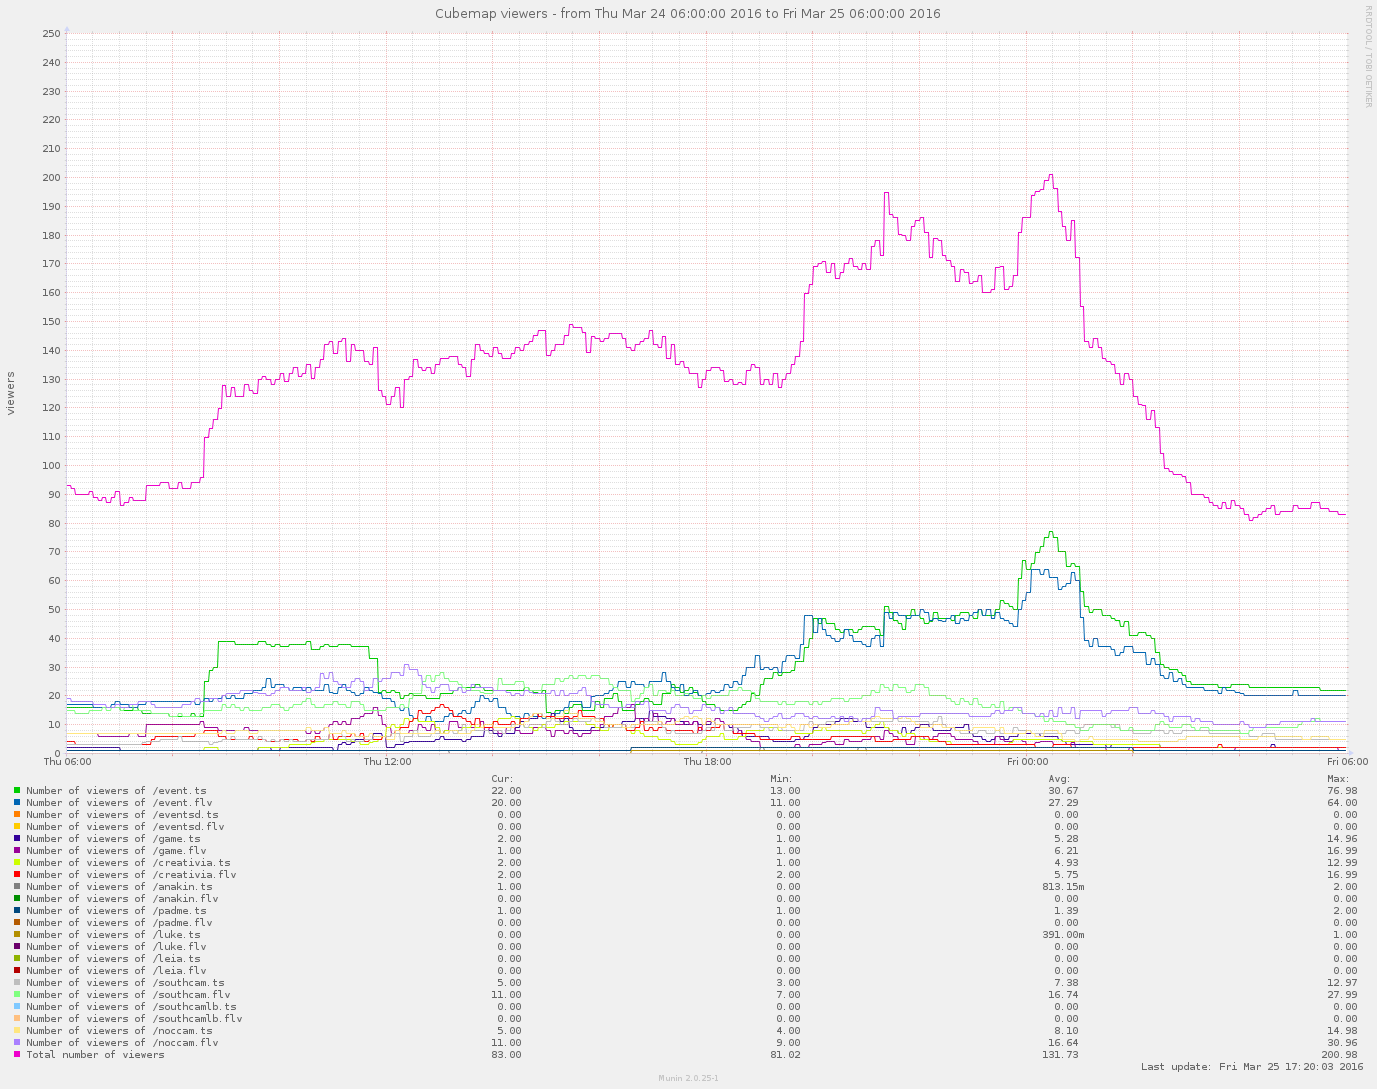 Cubemap viewers - from Thu Mar 24 06:00:00 2016 to Fri Mar 25 06:00:00 2016
RRDTOOL / TOBI OETIKER
250
240
230
220
210
200
190
180
170
160
150
140
130
120
110
100
90
80
70
60
50
40
30
20
10
0
viewers
Thu 06:00 Thu 12:00 Thu 18:00 Fri 00:00 Fri 06:00
Cur: Min: Avg: Max:
Number of viewers of /event.ts 22.00 13.00 30.67 76.98
Number of viewers of /event.flv 20.00 11.00 27.29 64.00
Number of viewers of /eventsd.ts 0.00 0.00 0.00 0.00
Number of viewers of /eventsd.flv 0.00 0.00 0.00 0.00
Number of viewers of /game.ts 2.00 1.00 5.28 14.96
Number of viewers of /game.flv 1.00 1.00 6.21 16.99
Number of viewers of /creativia.ts 2.00 1.00 4.93 12.99
Number of viewers of /creativia.flv 2.00 2.00 5.75 16.99
Number of viewers of /anakin.ts 1.00 0.00 813.15m 2.00
Number of viewers of /anakin.flv 0.00 0.00 0.00 0.00
Number of viewers of /padme.ts 1.00 1.00 1.39 2.00
Number of viewers of /padme.flv 0.00 0.00 0.00 0.00
Number of viewers of /luke.ts 0.00 0.00 391.00m 1.00
Number of viewers of /luke.flv 0.00 0.00 0.00 0.00
Number of viewers of /leia.ts 0.00 0.00 0.00 0.00
Number of viewers of /leia.flv 0.00 0.00 0.00 0.00
Number of viewers of /southcam.ts 5.00 3.00 7.38 12.97
Number of viewers of /southcam.flv 11.00 7.00 16.74 27.99
Number of viewers of /southcamlb.ts 0.00 0.00 0.00 0.00
Number of viewers of /southcamlb.flv 0.00 0.00 0.00 0.00
Number of viewers of /noccam.ts 5.00 4.00 8.10 14.98
Number of viewers of /noccam.flv 11.00 9.00 16.64 30.96
Total number of viewers 83.00 81.02 131.73 200.98
Last update: Fri Mar 25 17:20:03 2016
Munin 2.0.25-1